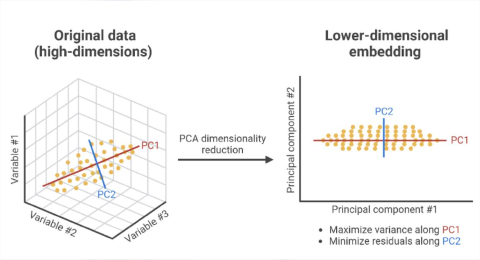 Original data
(high-dimensions)
Lower-dimensional
embedding
Variable #1
Variable #2
Variable #3
PC1
PC2
PCA dimensionality
reduction
Principal component #2
PC2
PC1
Principal component #1
• Maximize variance along PC1
• Minimize residuals along PC2